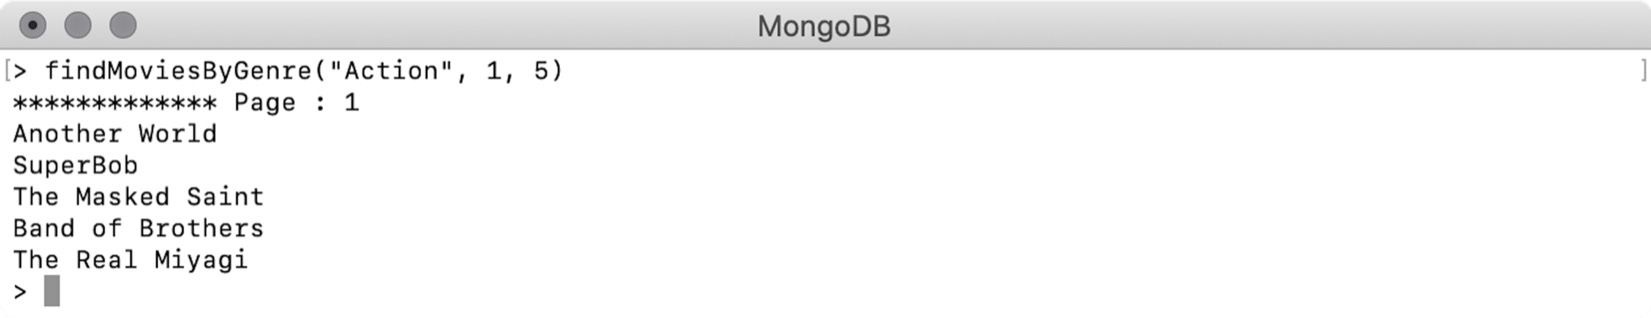 MongoDB
[> findMoviesByGenre("Action", 1, 5) ]
************* Page : 1
Another World
SuperBob
The Masked Saint
Band of Brothers
The Real Miyagi
>